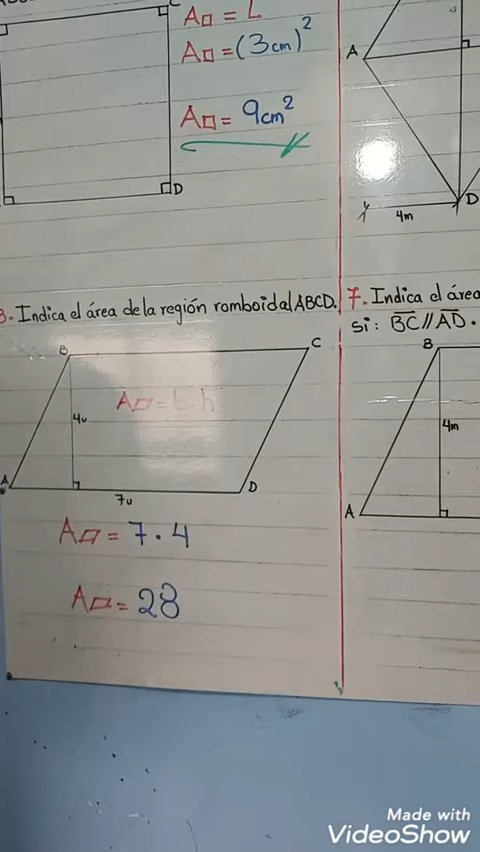 A▱ = L
A▱ = (3cm)²
A▱ = 9cm²
D
A
D
4m
3.- Indica el área de la región romboidal ABCD.
B
C
4u
A▱ = b.h
A
7u
D
A▱ = 7.4
A▱ = 28
7. Indica el área
si: BC // AD.
B
4m
A
Made with
VideoShow